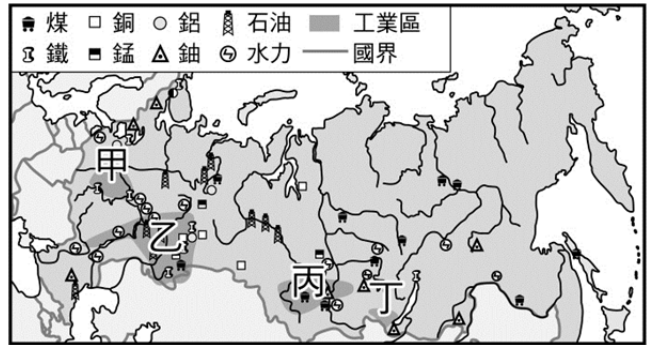 煤 銅 鋁 石油 工業區
鐵 錳 鈾 水力 國界
甲
乙
丙
丁